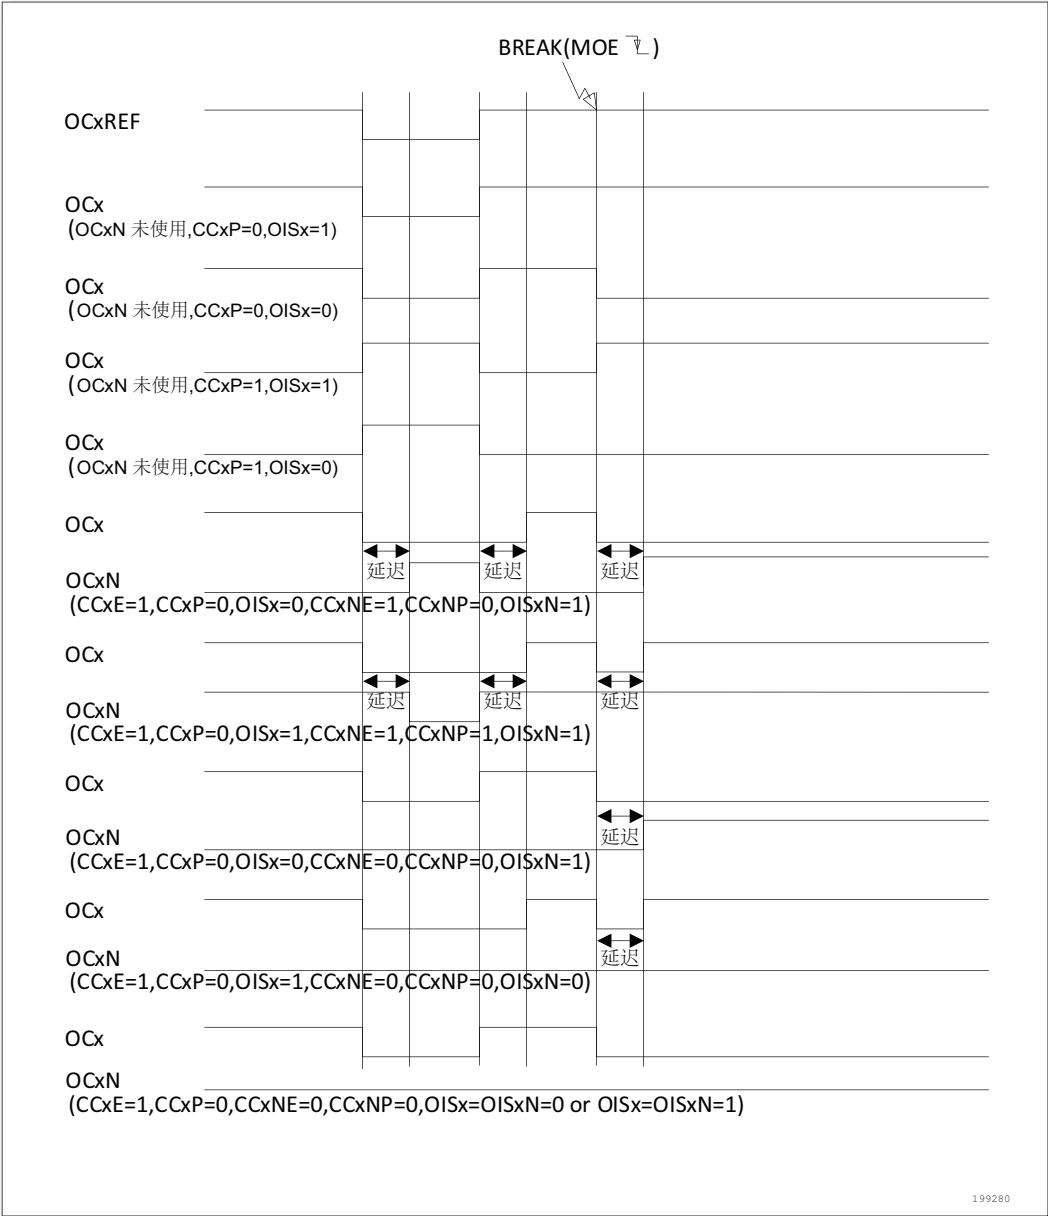 BREAK(MOE )
OCxREF
OCx
(OCxN 未使用,CCxP=0,OISx=1)
OCx
(OCxN 未使用,CCxP=0,OISx=0)
OCx
(OCxN 未使用,CCxP=1,OISx=1)
OCx
(OCxN 未使用,CCxP=1,OISx=0)
OCx
延迟 延迟 延迟
OCxN
(CCxE=1,CCxP=0,OISx=0,CCxNE=1,CCxNP=0,OISxN=1)
OCx
延迟 延迟 延迟
OCxN
(CCxE=1,CCxP=0,OISx=1,CCxNE=1,CCxNP=1,OISxN=1)
OCx
延迟
OCxN
(CCxE=1,CCxP=0,OISx=0,CCxNE=0,CCxNP=0,OISxN=1)
OCx
延迟
OCxN
(CCxE=1,CCxP=0,OISx=1,CCxNE=0,CCxNP=0,OISxN=0)
OCx
OCxN
(CCxE=1,CCxP=0,CCxNE=0,CCxNP=0,OISx=OISxN=0 or OISx=OISxN=1)
199280